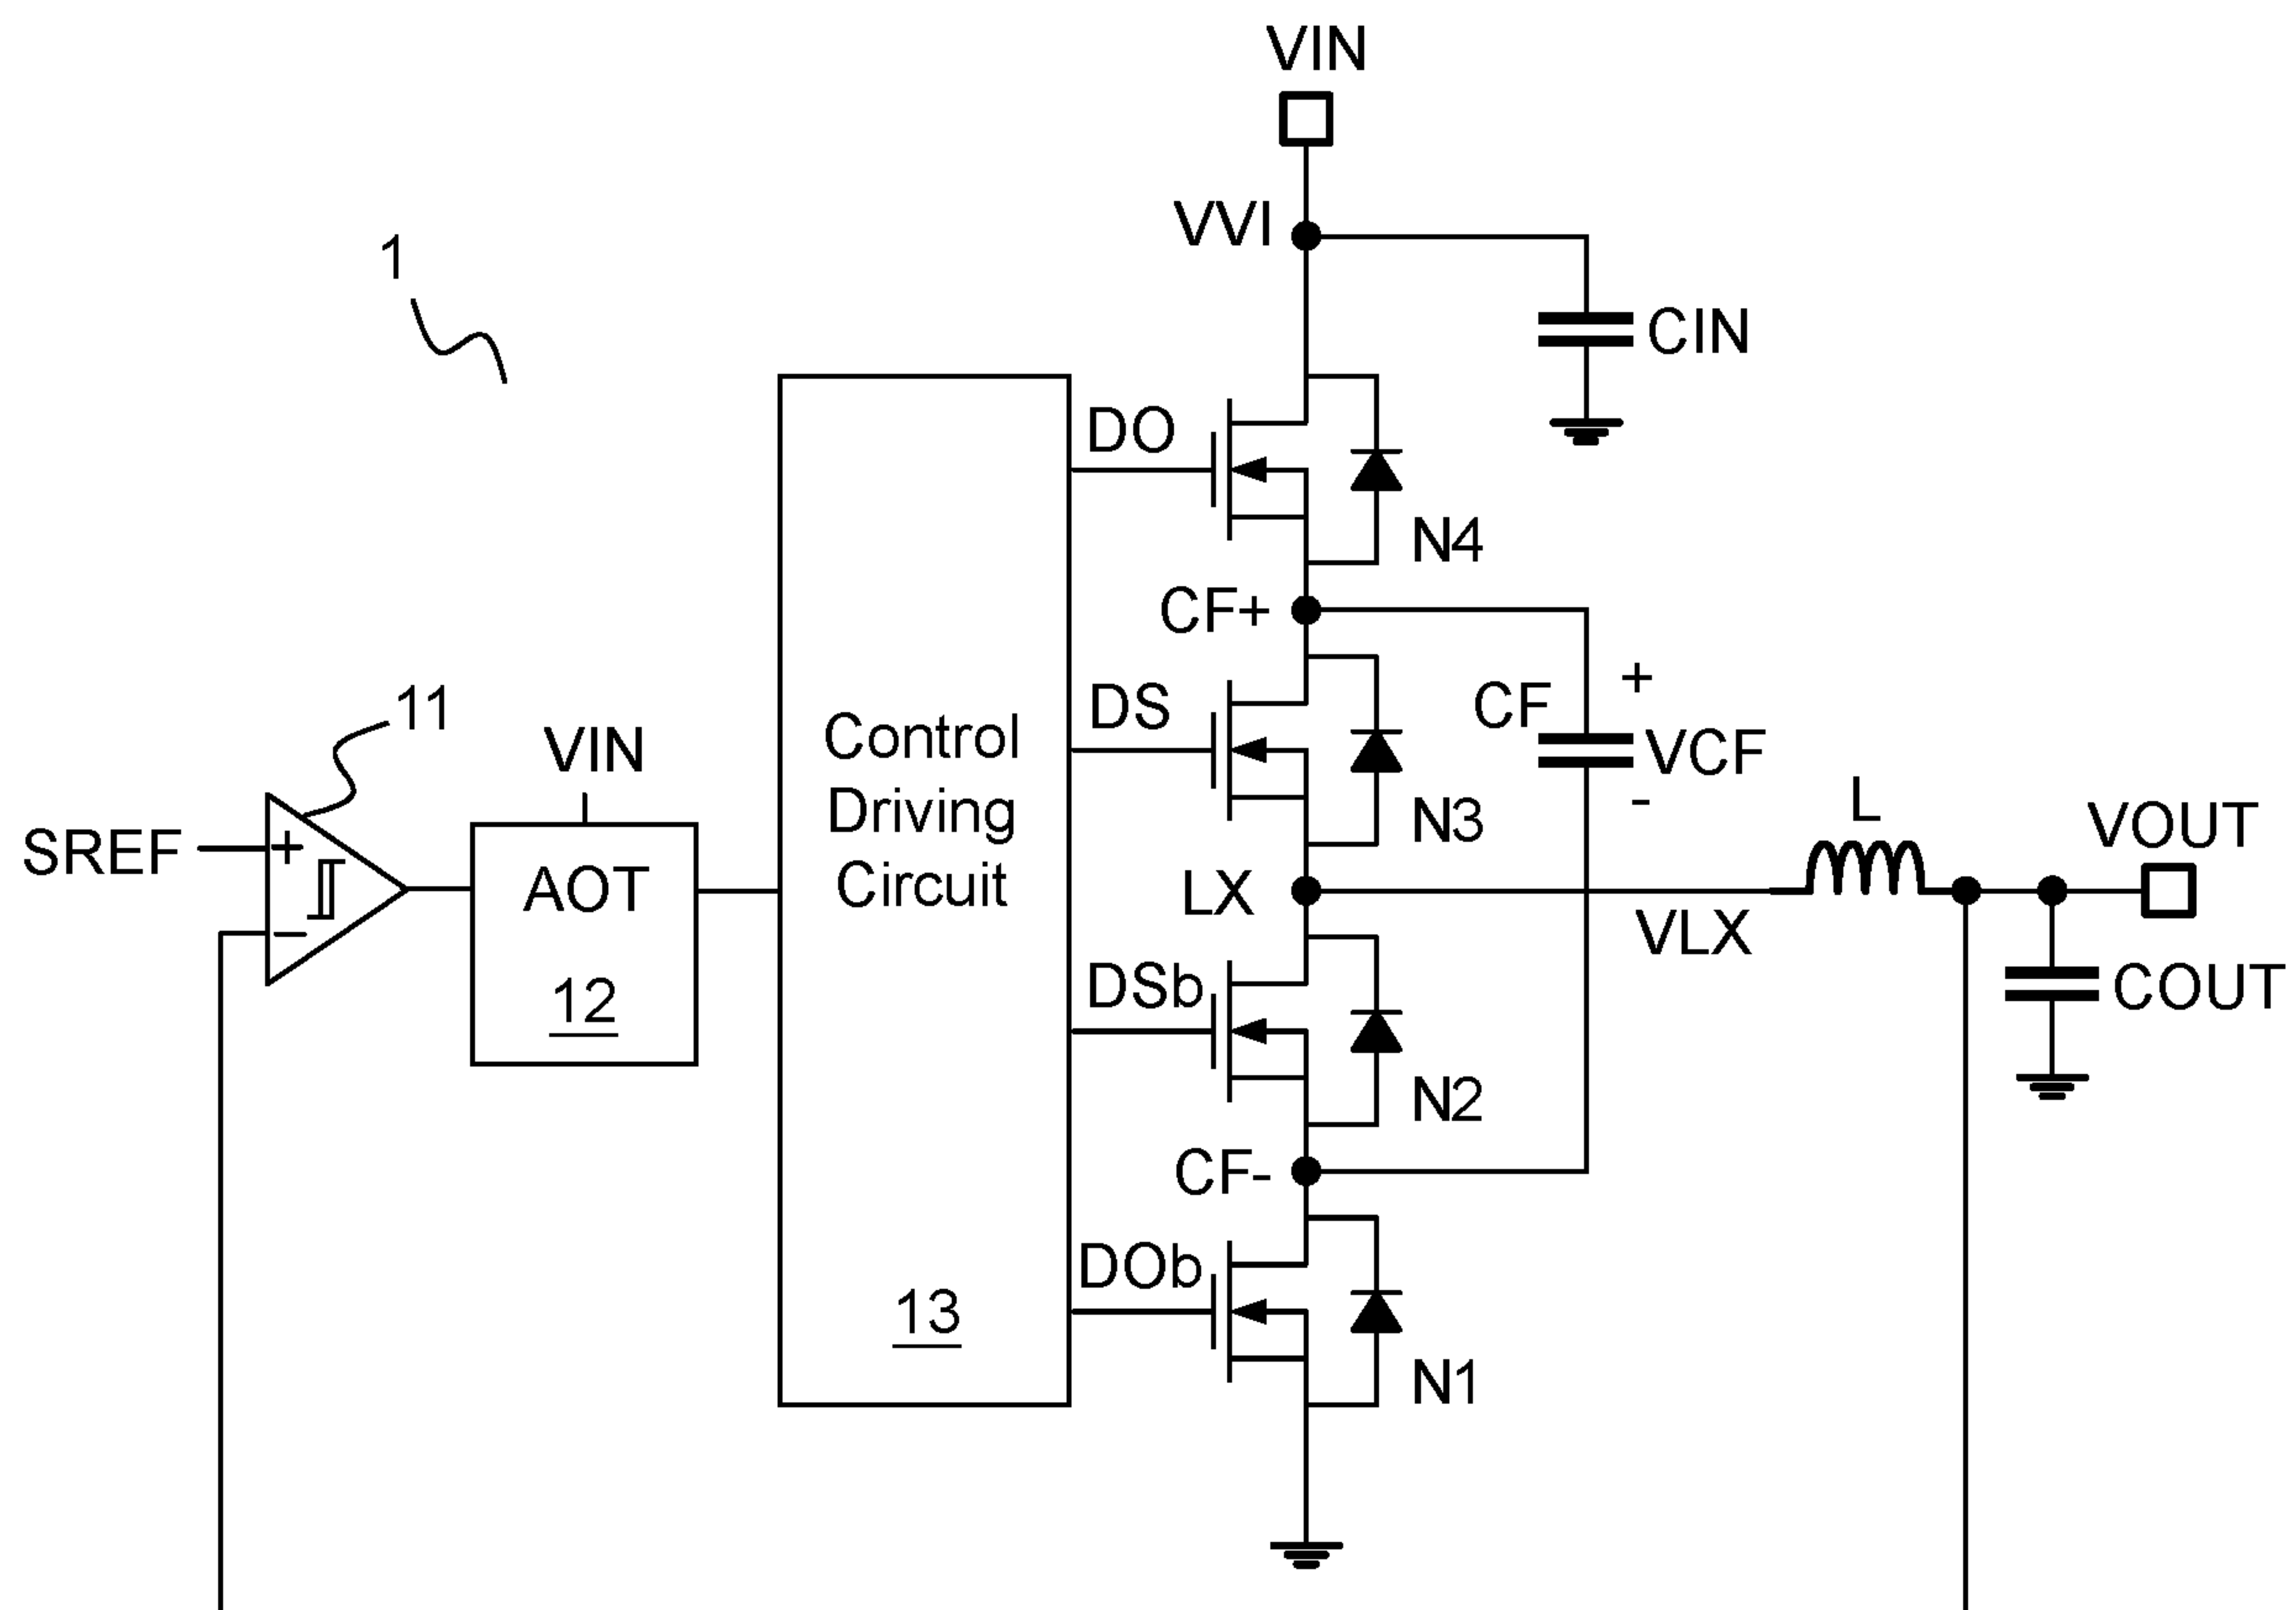 VIN
VVI
1
CIN
DO
N4
CF+
11
DS
CF
+
VCF
-
Control
Driving
Circuit
VIN
N3
L
VOUT
SREF
+
−
AOT
12
LX
VLX
DSb
COUT
N2
CF-
DOb
13
N1